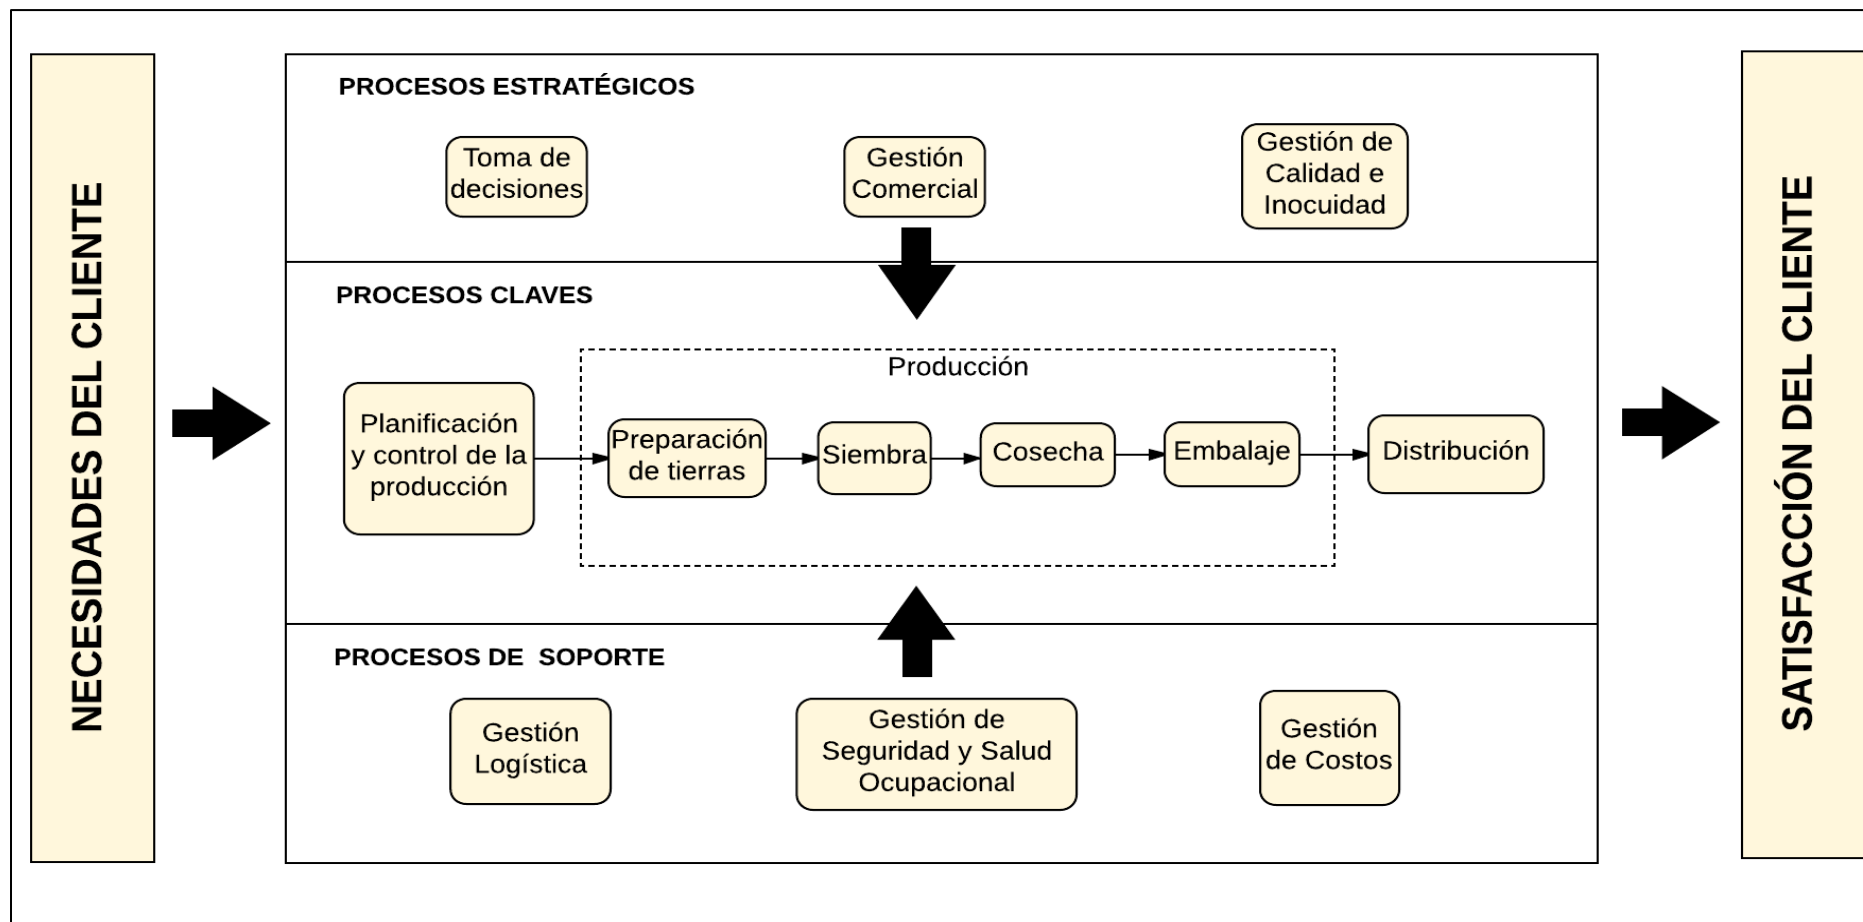 NECESIDADES DEL CLIENTE
PROCESOS ESTRATÉGICOS
Toma de
decisiones
Gestión
Comercial
Gestión de
Calidad e
Inocuidad
PROCESOS CLAVES
Producción
Planificación
y control de la
producción
Preparación
de tierras
Siembra
Cosecha
Embalaje
Distribución
PROCESOS DE  SOPORTE
Gestión
Logística
Gestión de
Seguridad y Salud
Ocupacional
Gestión
de Costos
SATISFACCIÓN DEL CLIENTE